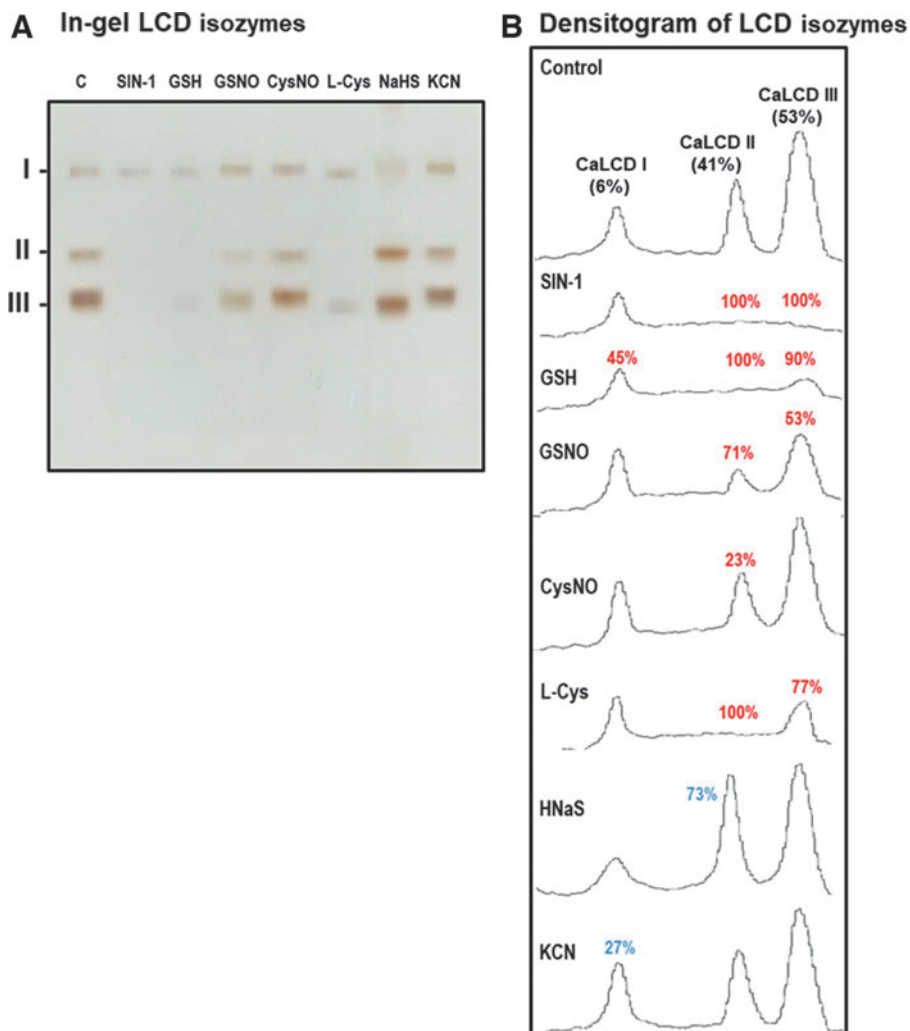 A In-gel LCD isozymes
C SIN-1 GSH GSNO CysNO L-Cys NaHS KCN
I
II
III
B Densitogram of LCD isozymes
Control
CaLCD III
(53%)
CaLCD II
(41%)
CaLCD I
(6%)
SIN-1
100% 100%
45% 100% 90%
GSH
53%
GSNO
71%
CysNO
23%
L-Cys
77%
100%
HNaS
73%
KCN
27%